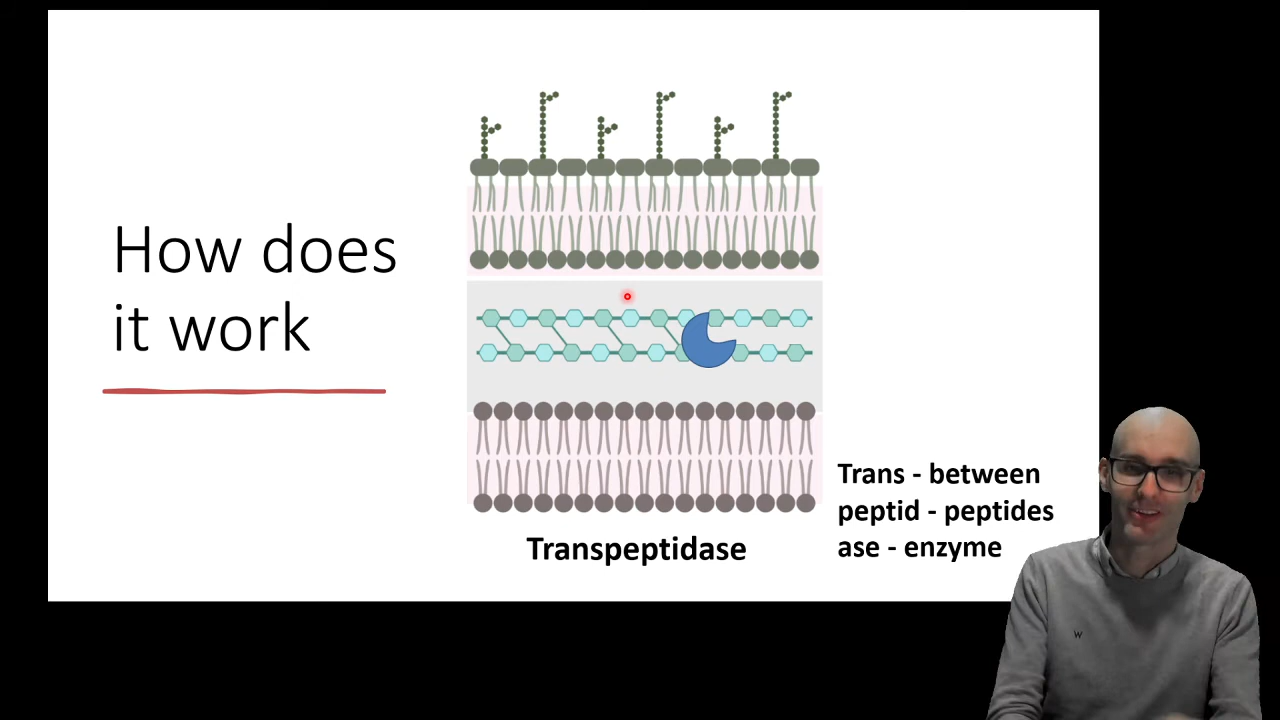 How does
it work
Transpeptidase
Trans - between
peptid - peptides
ase - enzyme
W